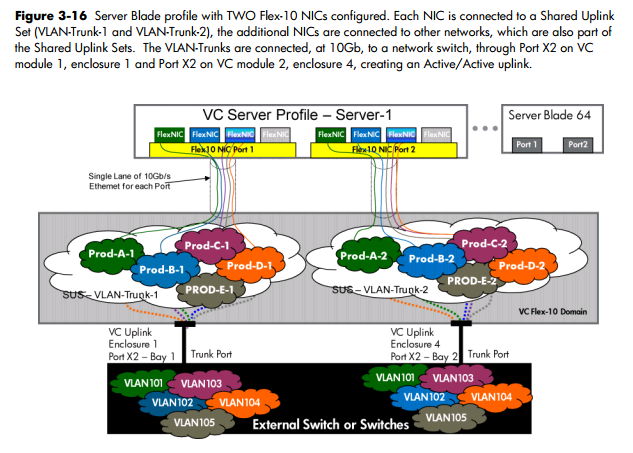 Figure 3-16 Server Blade profile with TWO Flex-10 NICs configured. Each NIC is connected to a Shared Uplink
Set (VLAN-Trunk-1 and VLAN-Trunk-2), the additional NICs are connected to other networks, which are also part of
the Shared Uplink Sets. The VLAN-Trunks are connected, at 10Gb, to a network switch, through Port X2 on VC
module 1, enclosure 1 and Port X2 on VC module 2, enclosure 4, creating an Active/Active uplink.
VC Server Profile – Server-1
FlexNIC FlexNIC FlexNIC FlexNIC
Flex10 NIC Port 1
FlexNIC FlexNIC FlexNIC FlexNIC
Flex10 NIC Port 2
Server Blade 64
Port 1 Port2
Single Lane of 10Gb/s
Ethernet for each Port
Prod-A-1
Prod-B-1
Prod-C-1
Prod-D-1
PROD-E-1
SUS – VLAN-Trunk-1
Prod-A-2
Prod-B-2
Prod-C-2
Prod-D-2
PROD-E-2
SUS – VLAN-Trunk-2
VC Flex-10 Domain
VC Uplink
Enclosure 1
Port X2 – Bay 1
Trunk Port
VC Uplink
Enclosure 4
Port X2 – Bay 2
Trunk Port
VLAN101
VLAN103
VLAN102
VLAN104
VLAN105
External Switch or Switches
VLAN101
VLAN103
VLAN102
VLAN104
VLAN105